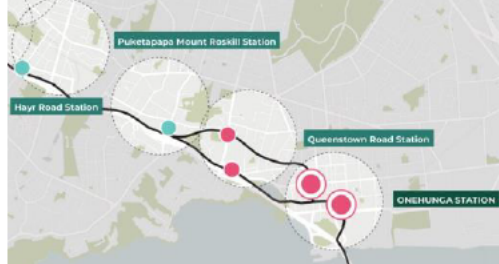 Puketapapa Mount Roskill Station
Hayr Road Station
Queenstown Road Station
ONEHUNGA STATION